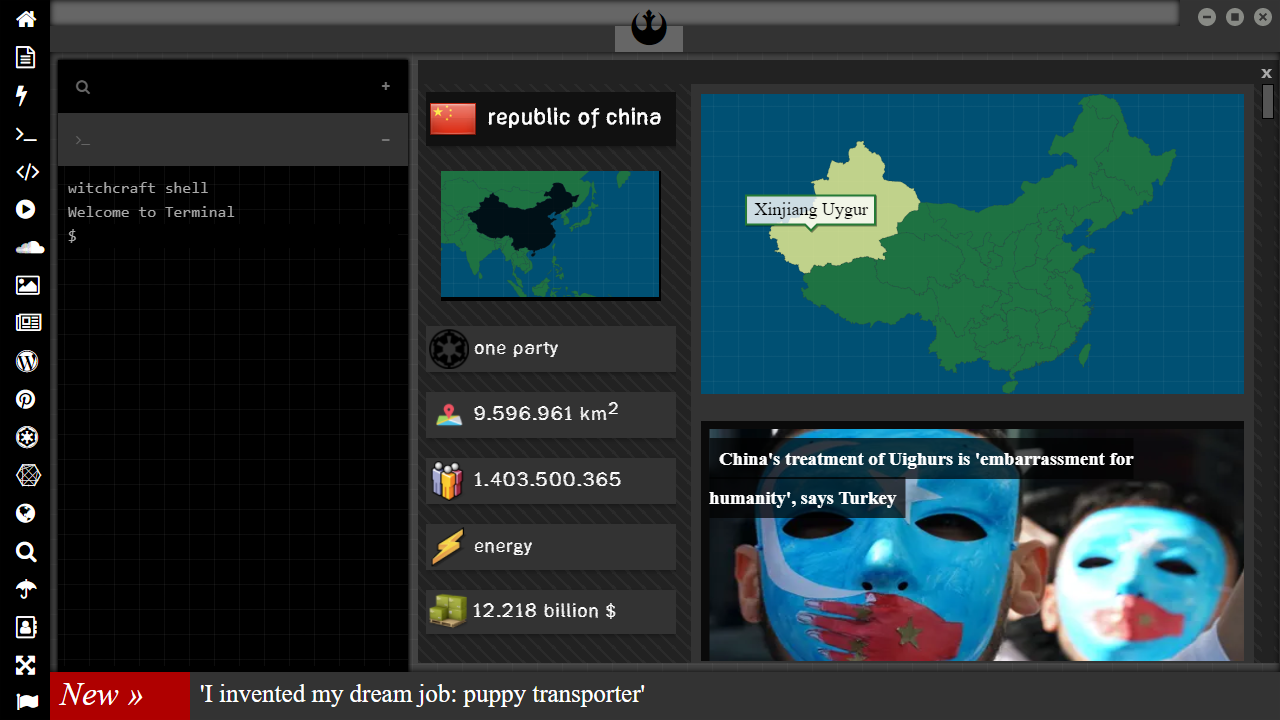 x
republic of china
Xinjiang Uygur
witchcraft shell
Welcome to Terminal
$
one party
9.596.961 km²
1.403.500.365
energy
12.218 billion $
China's treatment of Uighurs is 'embarrassment for
humanity', says Turkey
New » 'I invented my dream job: puppy transporter'